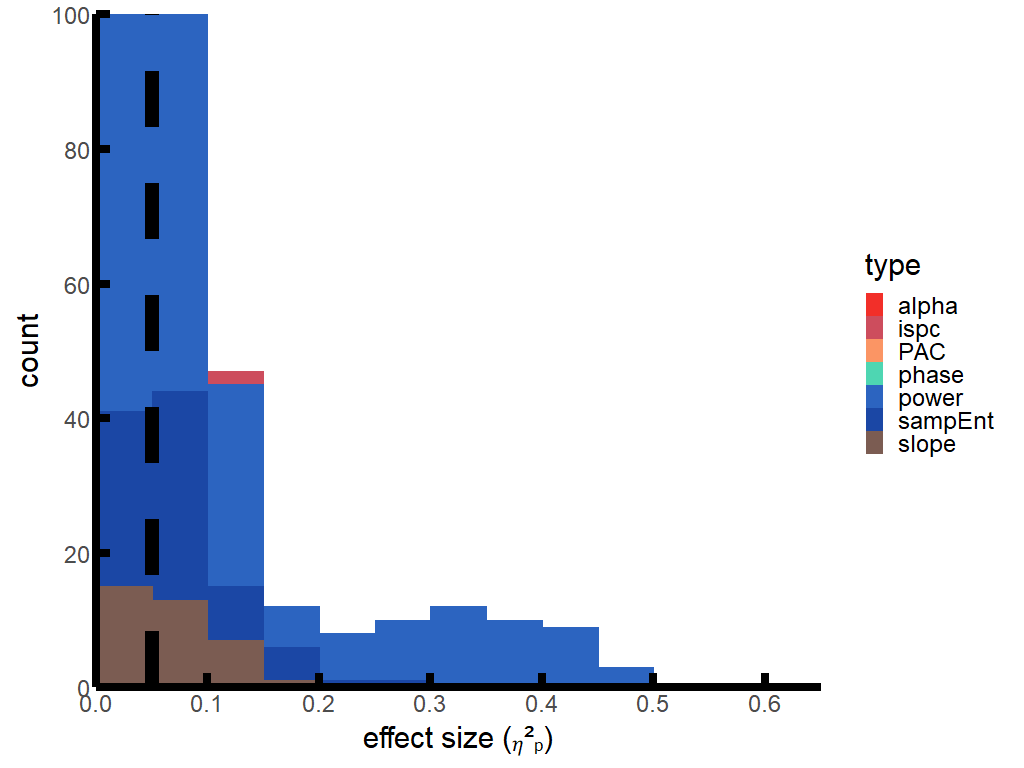 100
80
60
40
20
0
count
0.0 0.1 0.2 0.3 0.4 0.5 0.6
effect size (η²ₚ)
type
alpha
ispc
PAC
phase
power
sampEnt
slope